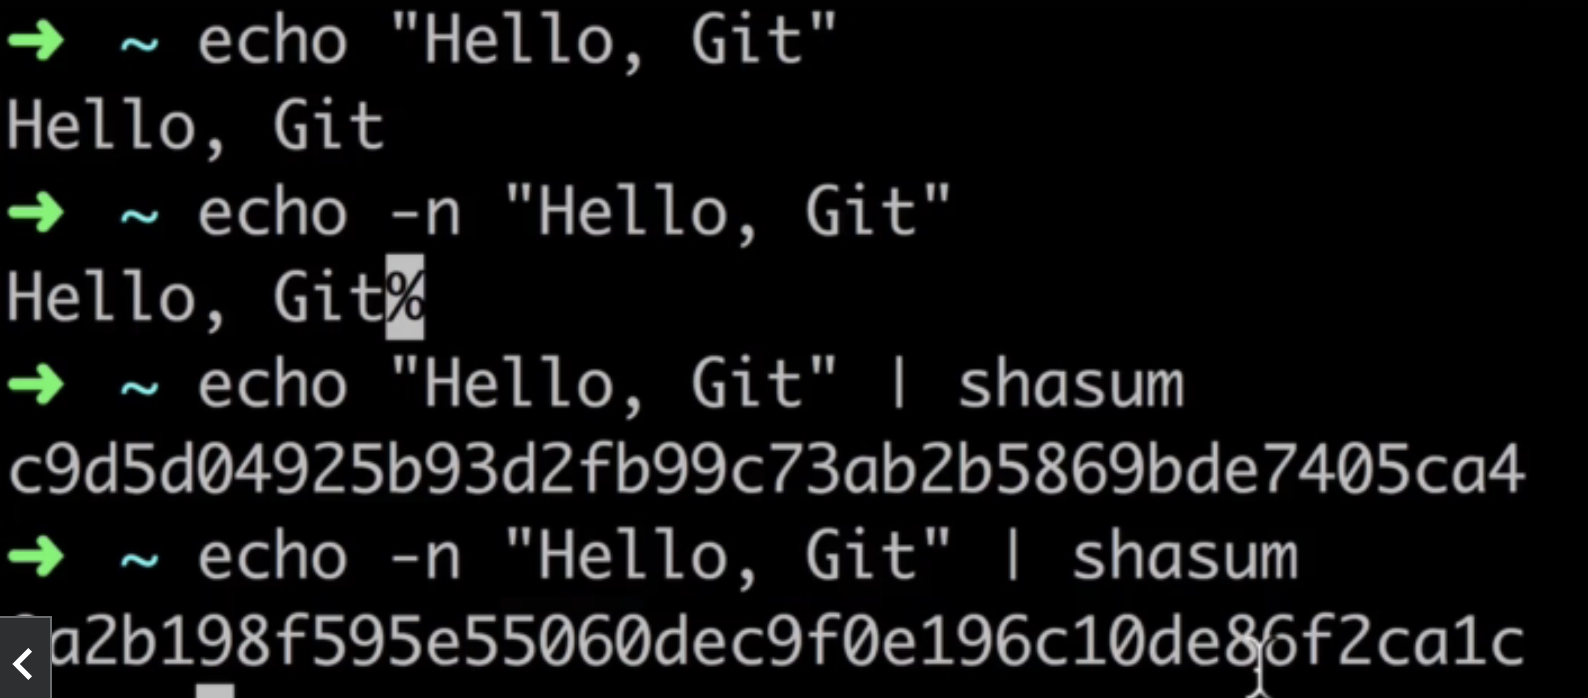 ➜ ~ echo "Hello, Git"
Hello, Git
➜ ~ echo -n "Hello, Git"
Hello, Git%
➜ ~ echo "Hello, Git" | shasum
c9d5d04925b93d2fb99c73ab2b5869bde7405ca4
➜ ~ echo -n "Hello, Git" | shasum
a2b198f595e55060dec9f0e196c10de86f2ca1c